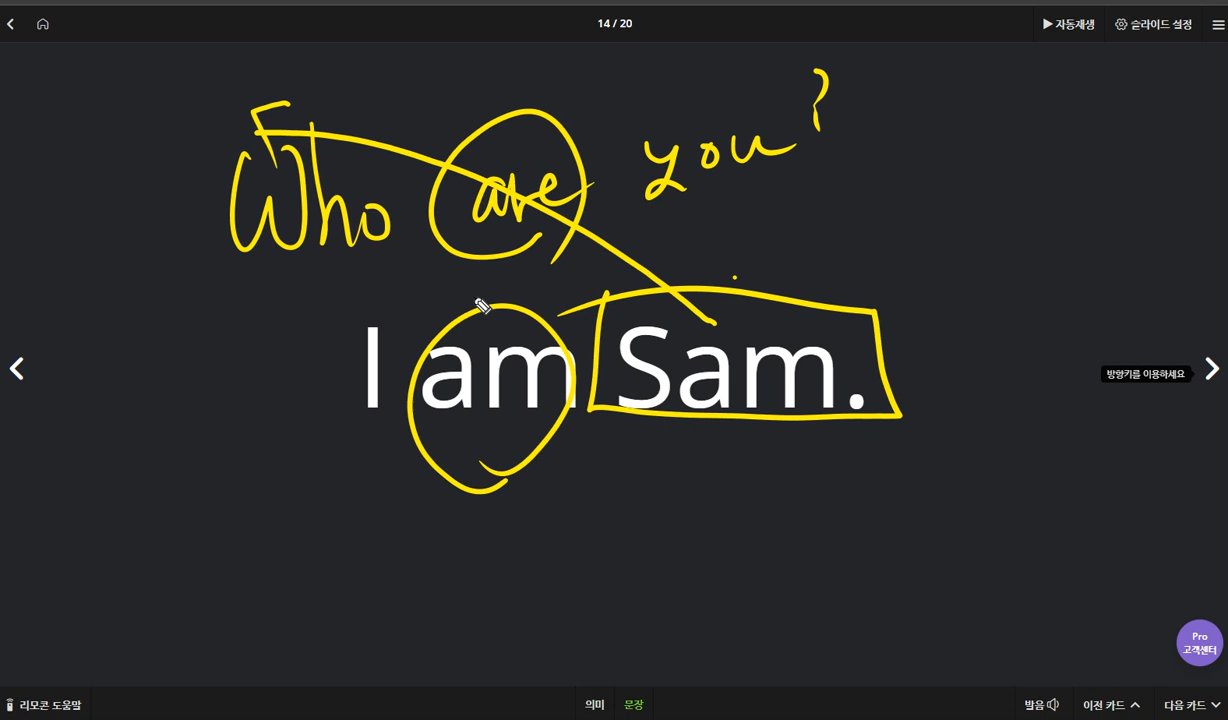 14 / 20
▶ 자동재생
슬라이드 설정
Who are you?
I am Sam.
방향키를 이용하세요
Pro
고객센터
리모콘 도움말
의미
문장
발음
이전 카드
다음 카드